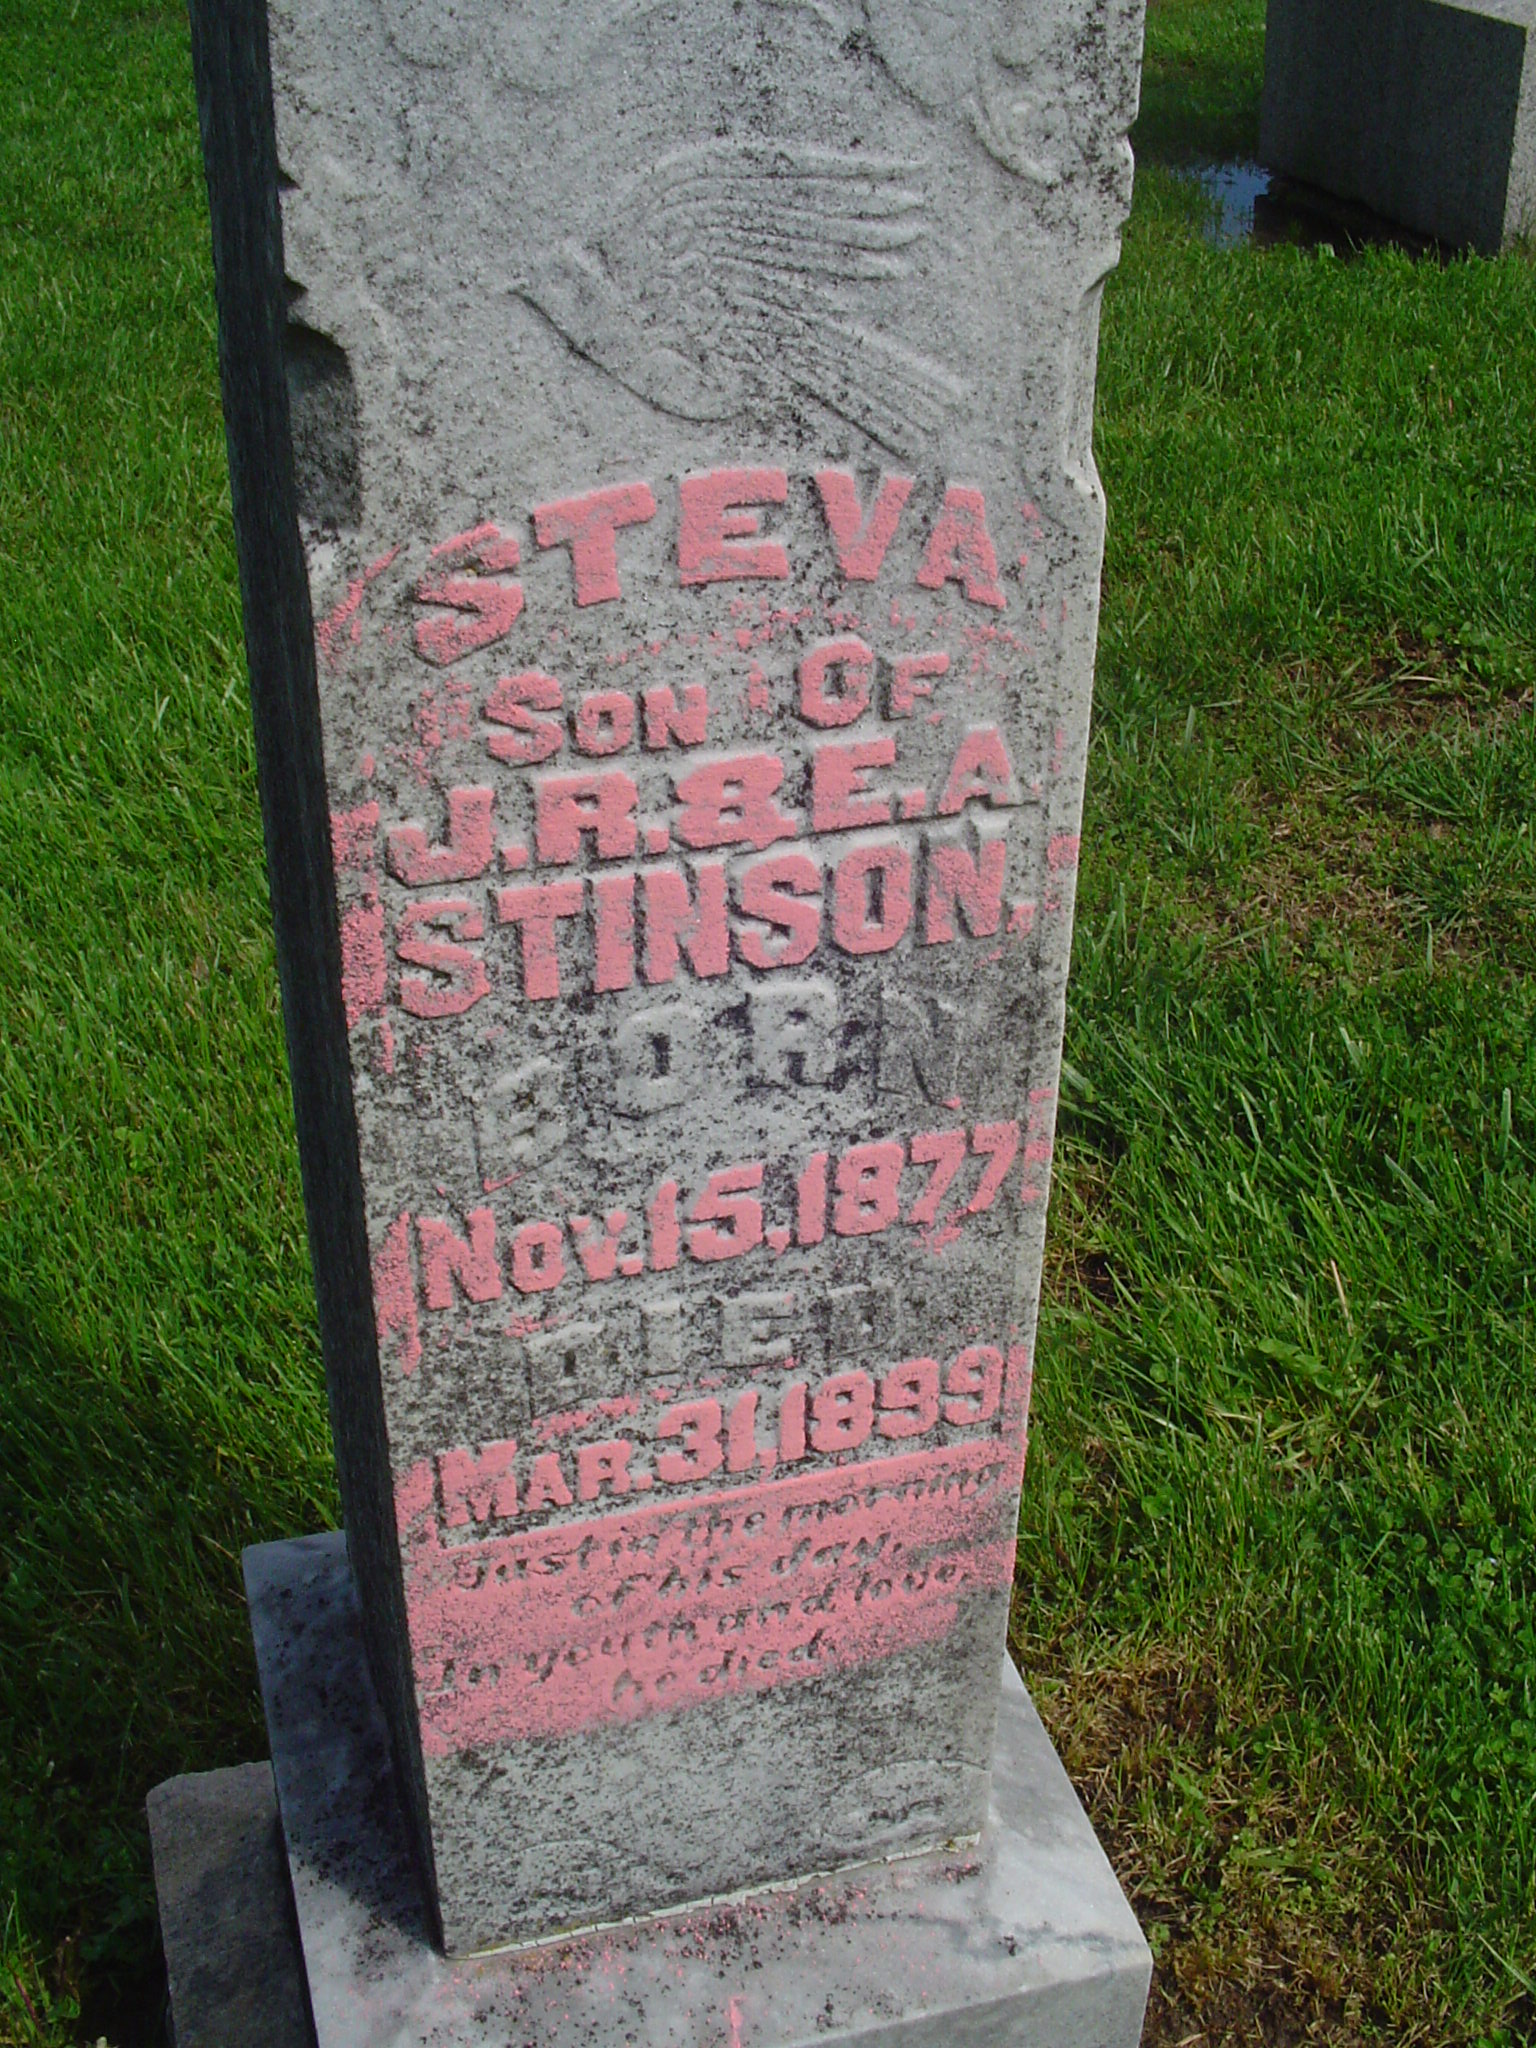 STEVA
SON OF
J.R.&E.A.
STINSON.
BORN
NOV.15,1877
DIED
MAR.31,1899
Just in the morning
of his day,
In youth and love,
he died.